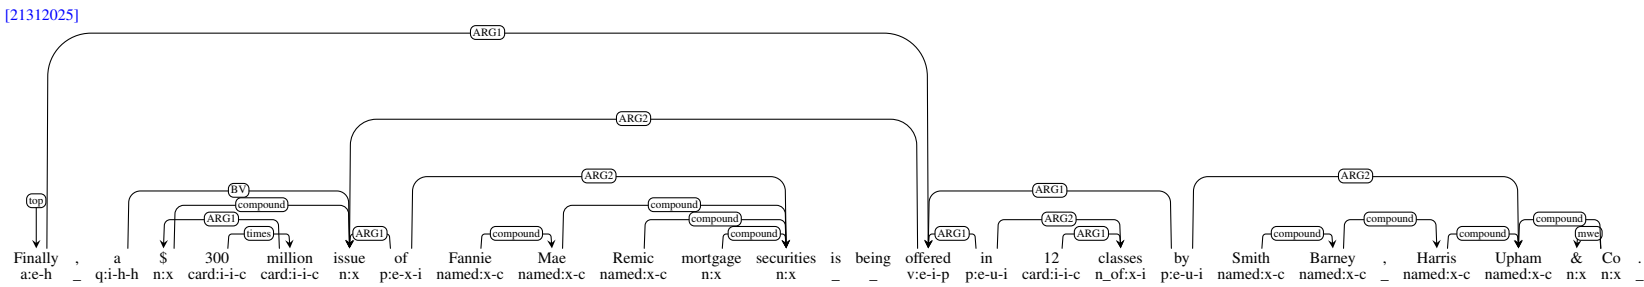 [21312025]
ARG1
ARG2
ARG2 ARG2
top BV ARG1
compound compound
ARG1 compound ARG2 compound compound
times ARG1 compound compound ARG1 ARG1 compound compound mwe
Finally , a $ 300 million issue of Fannie Mae Remic mortgage securities is being offered in 12 classes by Smith Barney , Harris Upham & Co .
a:e-h _ q:i-h-h n:x card:i-i-c card:i-i-c n:x p:e-x-i named:x-c named:x-c named:x-c n:x n:x _ _ v:e-i-p p:e-u-i card:i-i-c n_of:x-i p:e-u-i named:x-c named:x-c _ named:x-c named:x-c n:x n:x _